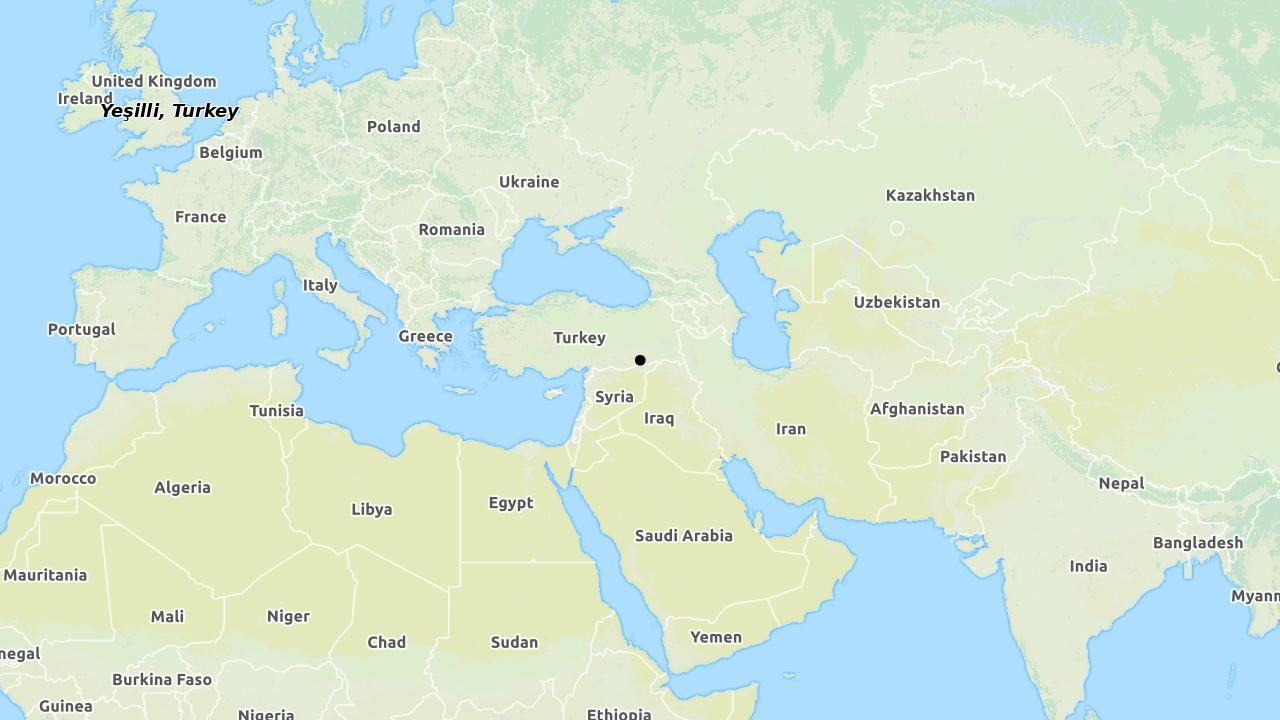 United Kingdom
Ireland
Yeşilli, Turkey
Poland
Belgium
Ukraine
Kazakhstan
France
Romania
Italy
Uzbekistan
Portugal
Greece
Turkey
Syria
Tunisia
Iraq
Afghanistan
Iran
Pakistan
Morocco
Algeria
Nepal
Egypt
Libya
Saudi Arabia
Bangladesh
India
Mauritania
Myanm
Mali
Niger
Chad
Sudan
Yemen
negal
Burkina Faso
Guinea
Nigeria
Ethiopia